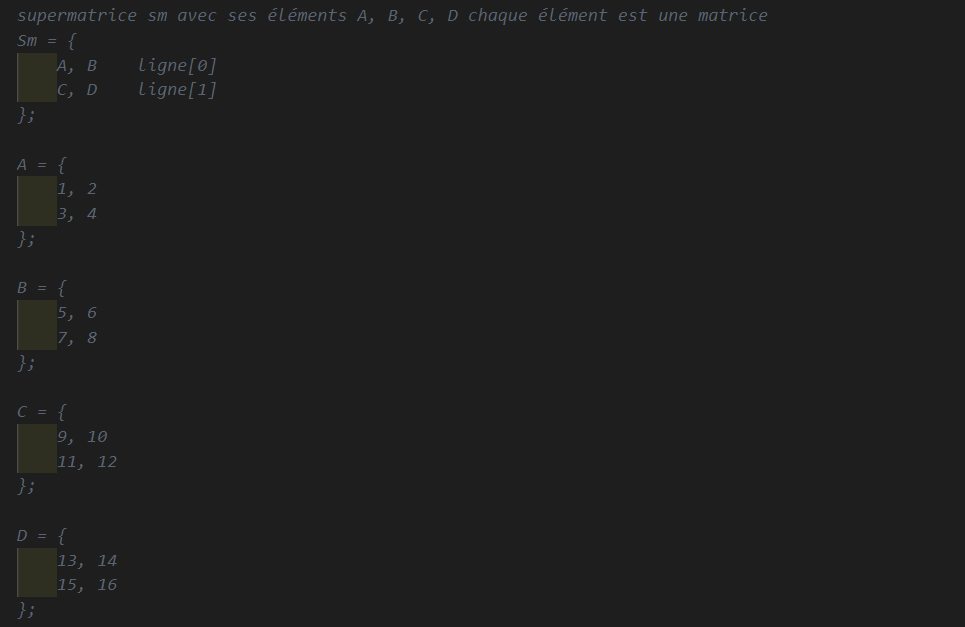 supermatrice sm avec ses éléments A, B, C, D chaque élément est une matrice
Sm = {
A, B    ligne[0]
C, D    ligne[1]
};
A = {
1, 2
3, 4
};
B = {
5, 6
7, 8
};
C = {
9, 10
11, 12
};
D = {
13, 14
15, 16
};